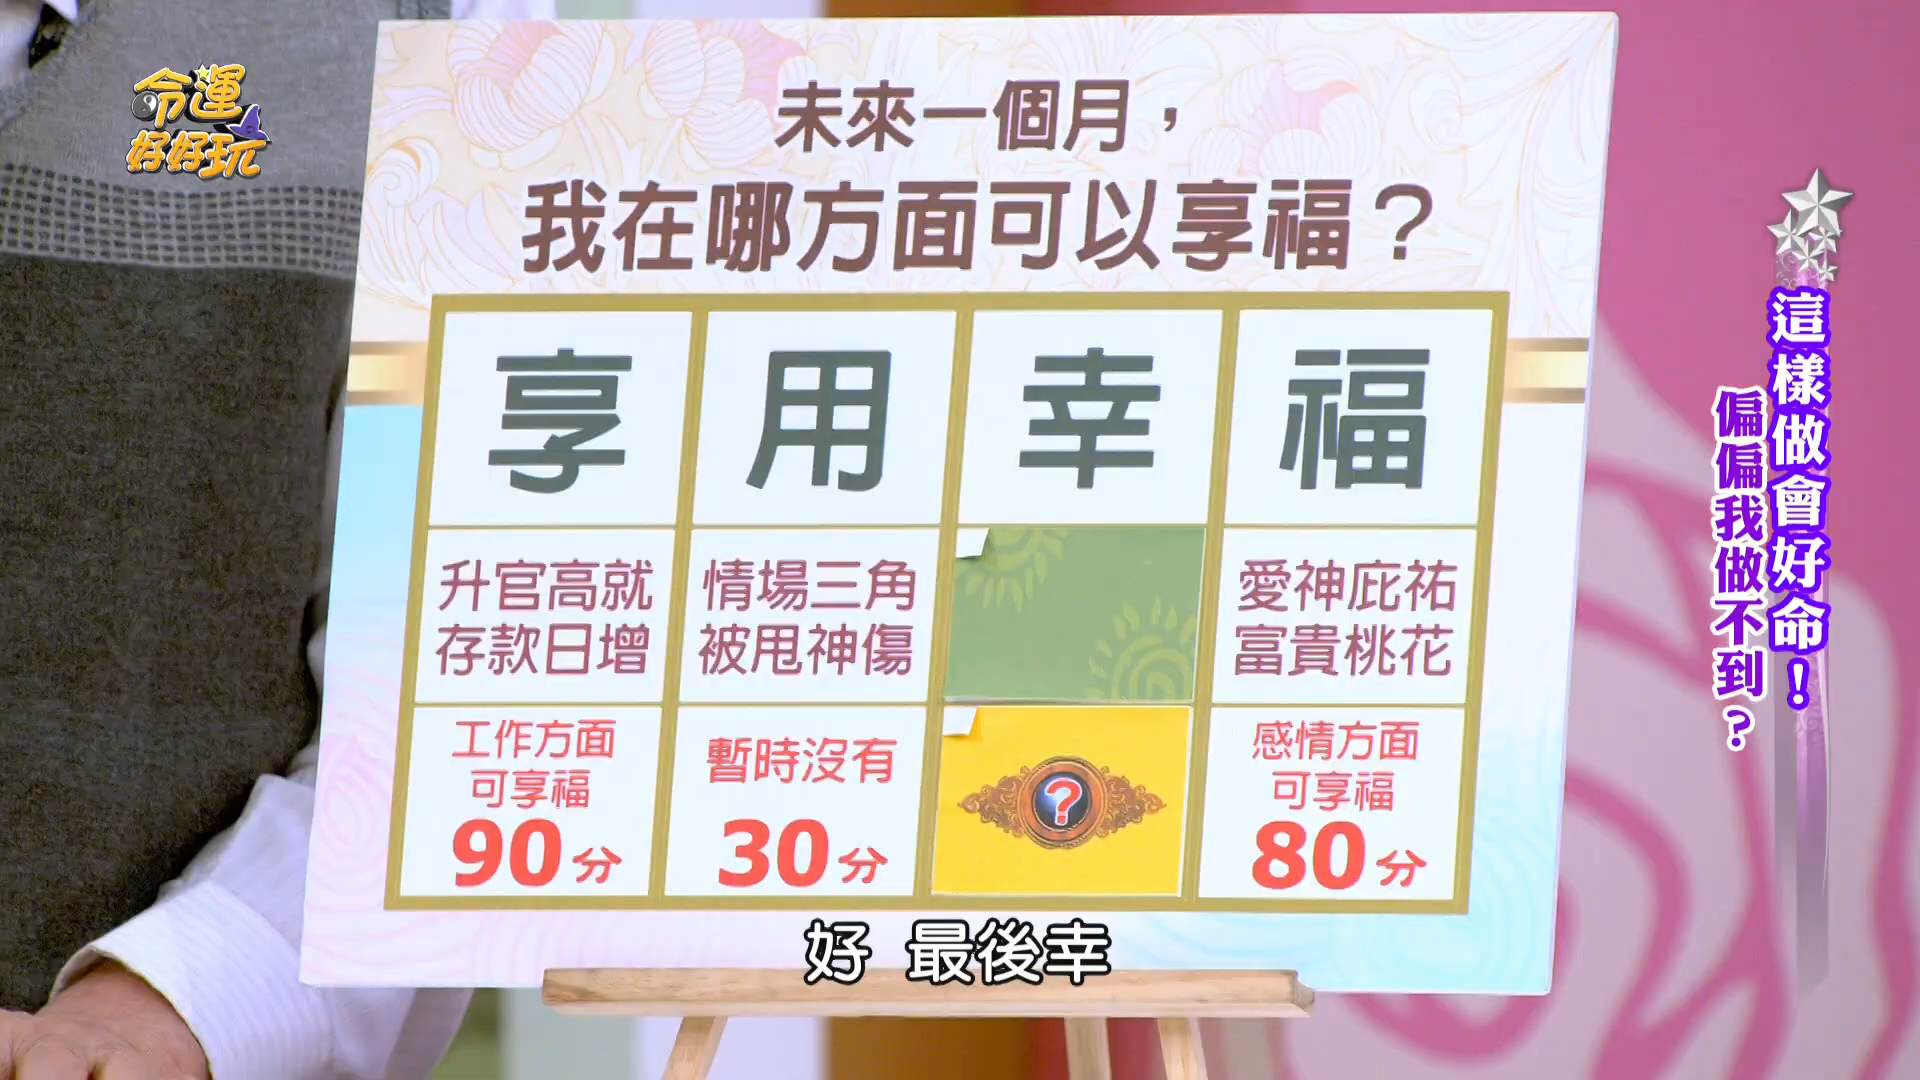 命運
好好玩
未來一個月，
我在哪方面可以享福？
享 用 幸 福
升官高就
存款日增
情場三角
被甩神傷
愛神庇祐
富貴桃花
工作方面
可享福
90分
暫時沒有
30分
?
感情方面
可享福
80分
這樣做會好命！
偏偏我做不到？
好 最後幸